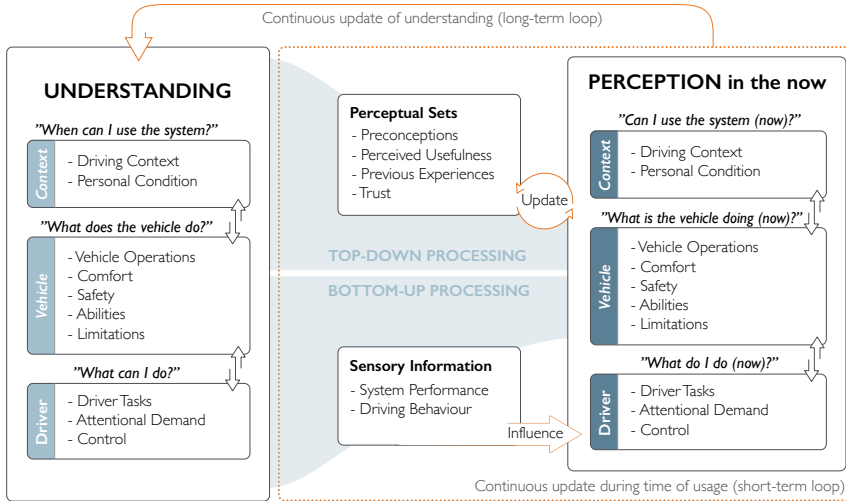 Continuous update of understanding (long-term loop)
UNDERSTANDING
"When can I use the system?"
Context
- Driving Context
- Personal Condition
"What does the vehicle do?"
Vehicle
- Vehicle Operations
- Comfort
- Safety
- Abilities
- Limitations
"What can I do?"
Driver
- Driver Tasks
- Attentional Demand
- Control
Perceptual Sets
- Preconceptions
- Perceived Usefulness
- Previous Experiences
- Trust
Update
TOP-DOWN PROCESSING
BOTTOM-UP PROCESSING
Sensory Information
- System Performance
- Driving Behaviour
Influence
PERCEPTION in the now
"Can I use the system (now)?"
Context
- Driving Context
- Personal Condition
"What is the vehicle doing (now)?"
Vehicle
- Vehicle Operations
- Comfort
- Safety
- Abilities
- Limitations
"What do I do (now)?"
Driver
- Driver Tasks
- Attentional Demand
- Control
Continuous update during time of usage (short-term loop)